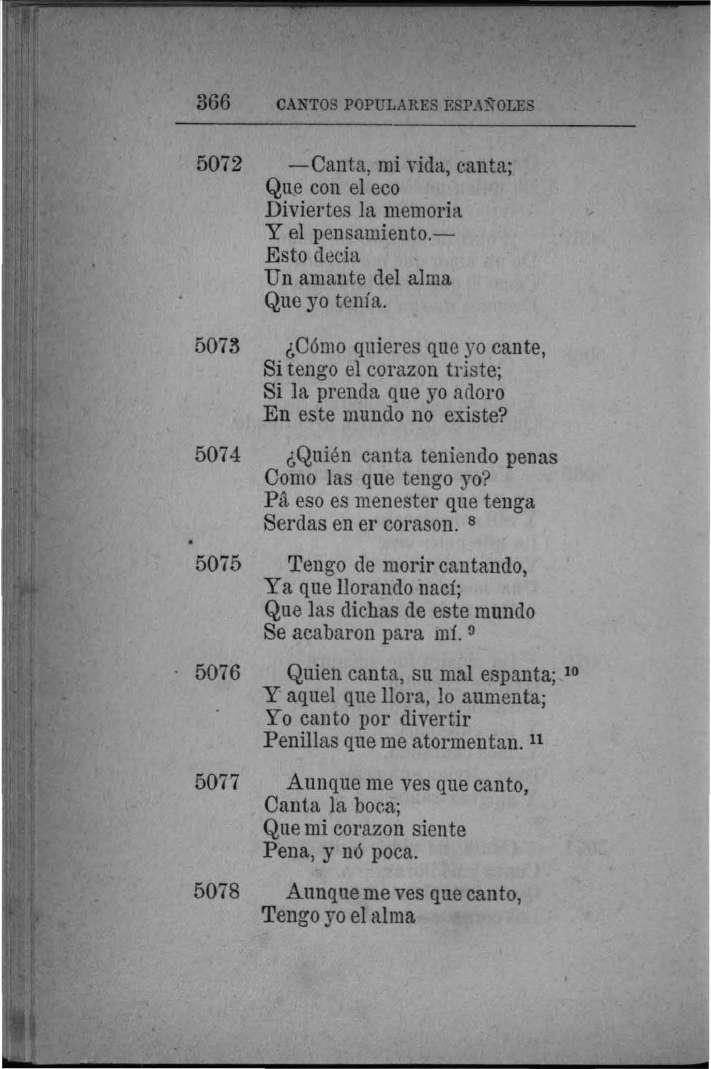 366 CANTOS POPULARES ESPAÑOLES
5072 —Canta, mi vida, canta;
Que con el eco
Diviertes la memoria
Y el pensamiento.—
Esto decia
Un amante del alma
Que yo tenía.
5073 ¿Cómo quieres que yo cante,
Si tengo el corazon triste;
Si la prenda que yo adoro
En este mundo no existe?
5074 ¿Quién canta teniendo penas
Como las que tengo yo?
Pâ eso es menester que tenga
Serdas en er corason. 8
5075 Tengo de morir cantando,
Ya que llorando nací;
Que las dichas de este mundo
Se acabaron para mí. 9
5076 Quien canta, su mal espanta; 10
Y aquel que llora, lo aumenta;
Yo canto por divertir
Penillas que me atormentan. 11
5077 Aunque me ves que canto,
Canta la boca;
Que mi corazon siente
Pena, y nó poca.
5078 Aunque me ves que canto,
Tengo yo el alma